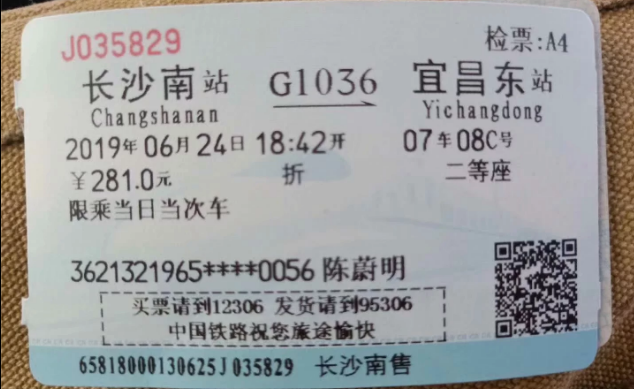 J035829 检票:A4
长沙南站 G1036 宜昌东站
Changshanan Yichangdong
2019年06月24日 18:42开 07车08C号
￥281.0元 折 二等座
限乘当日当次车
3621321965****0056 陈蔚明
买票请到12306 发货请到95306
中国铁路祝您旅途愉快
65818000130625J035829 长沙南售